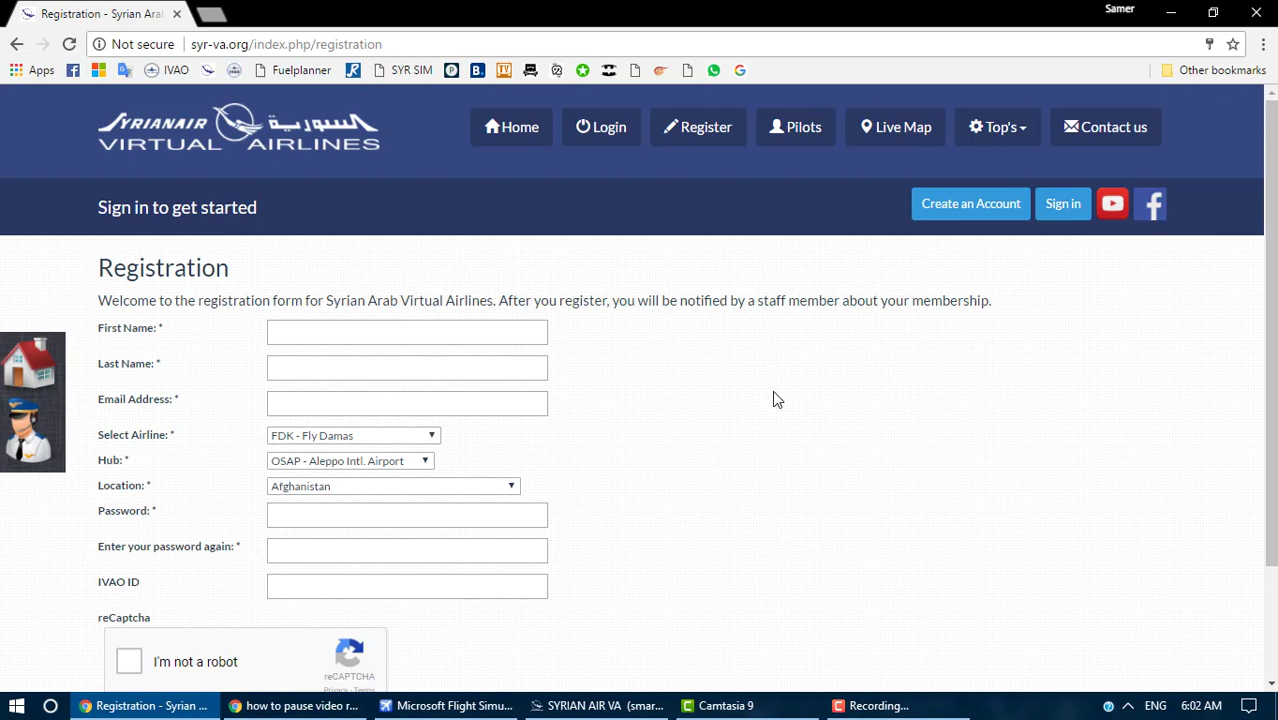 Registration - Syrian Ara
Samer
Not secure
syr-va.org/index.php/registration
Apps
IVAO
Fuelplanner
SYR SIM
Other bookmarks
SYRIANAIR السورية
VIRTUAL AIRLINES
Home
Login
Register
Pilots
Live Map
Top's
Contact us
Sign in to get started
Create an Account
Sign in
Registration
Welcome to the registration form for Syrian Arab Virtual Airlines. After you register, you will be notified by a staff member about your membership.
First Name: *
Last Name: *
Email Address: *
Select Airline: * FDK - Fly Damas
Hub: * OSAP - Aleppo Intl. Airport
Location: * Afghanistan
Password: *
Enter your password again: *
IVAO ID
reCaptcha
I'm not a robot
reCAPTCHA
Privacy - Terms
Registration - Syrian ...
how to pause video r...
Microsoft Flight Simu...
SYRIAN AIR VA (smar...
Camtasia 9
Recording...
ENG
6:02 AM